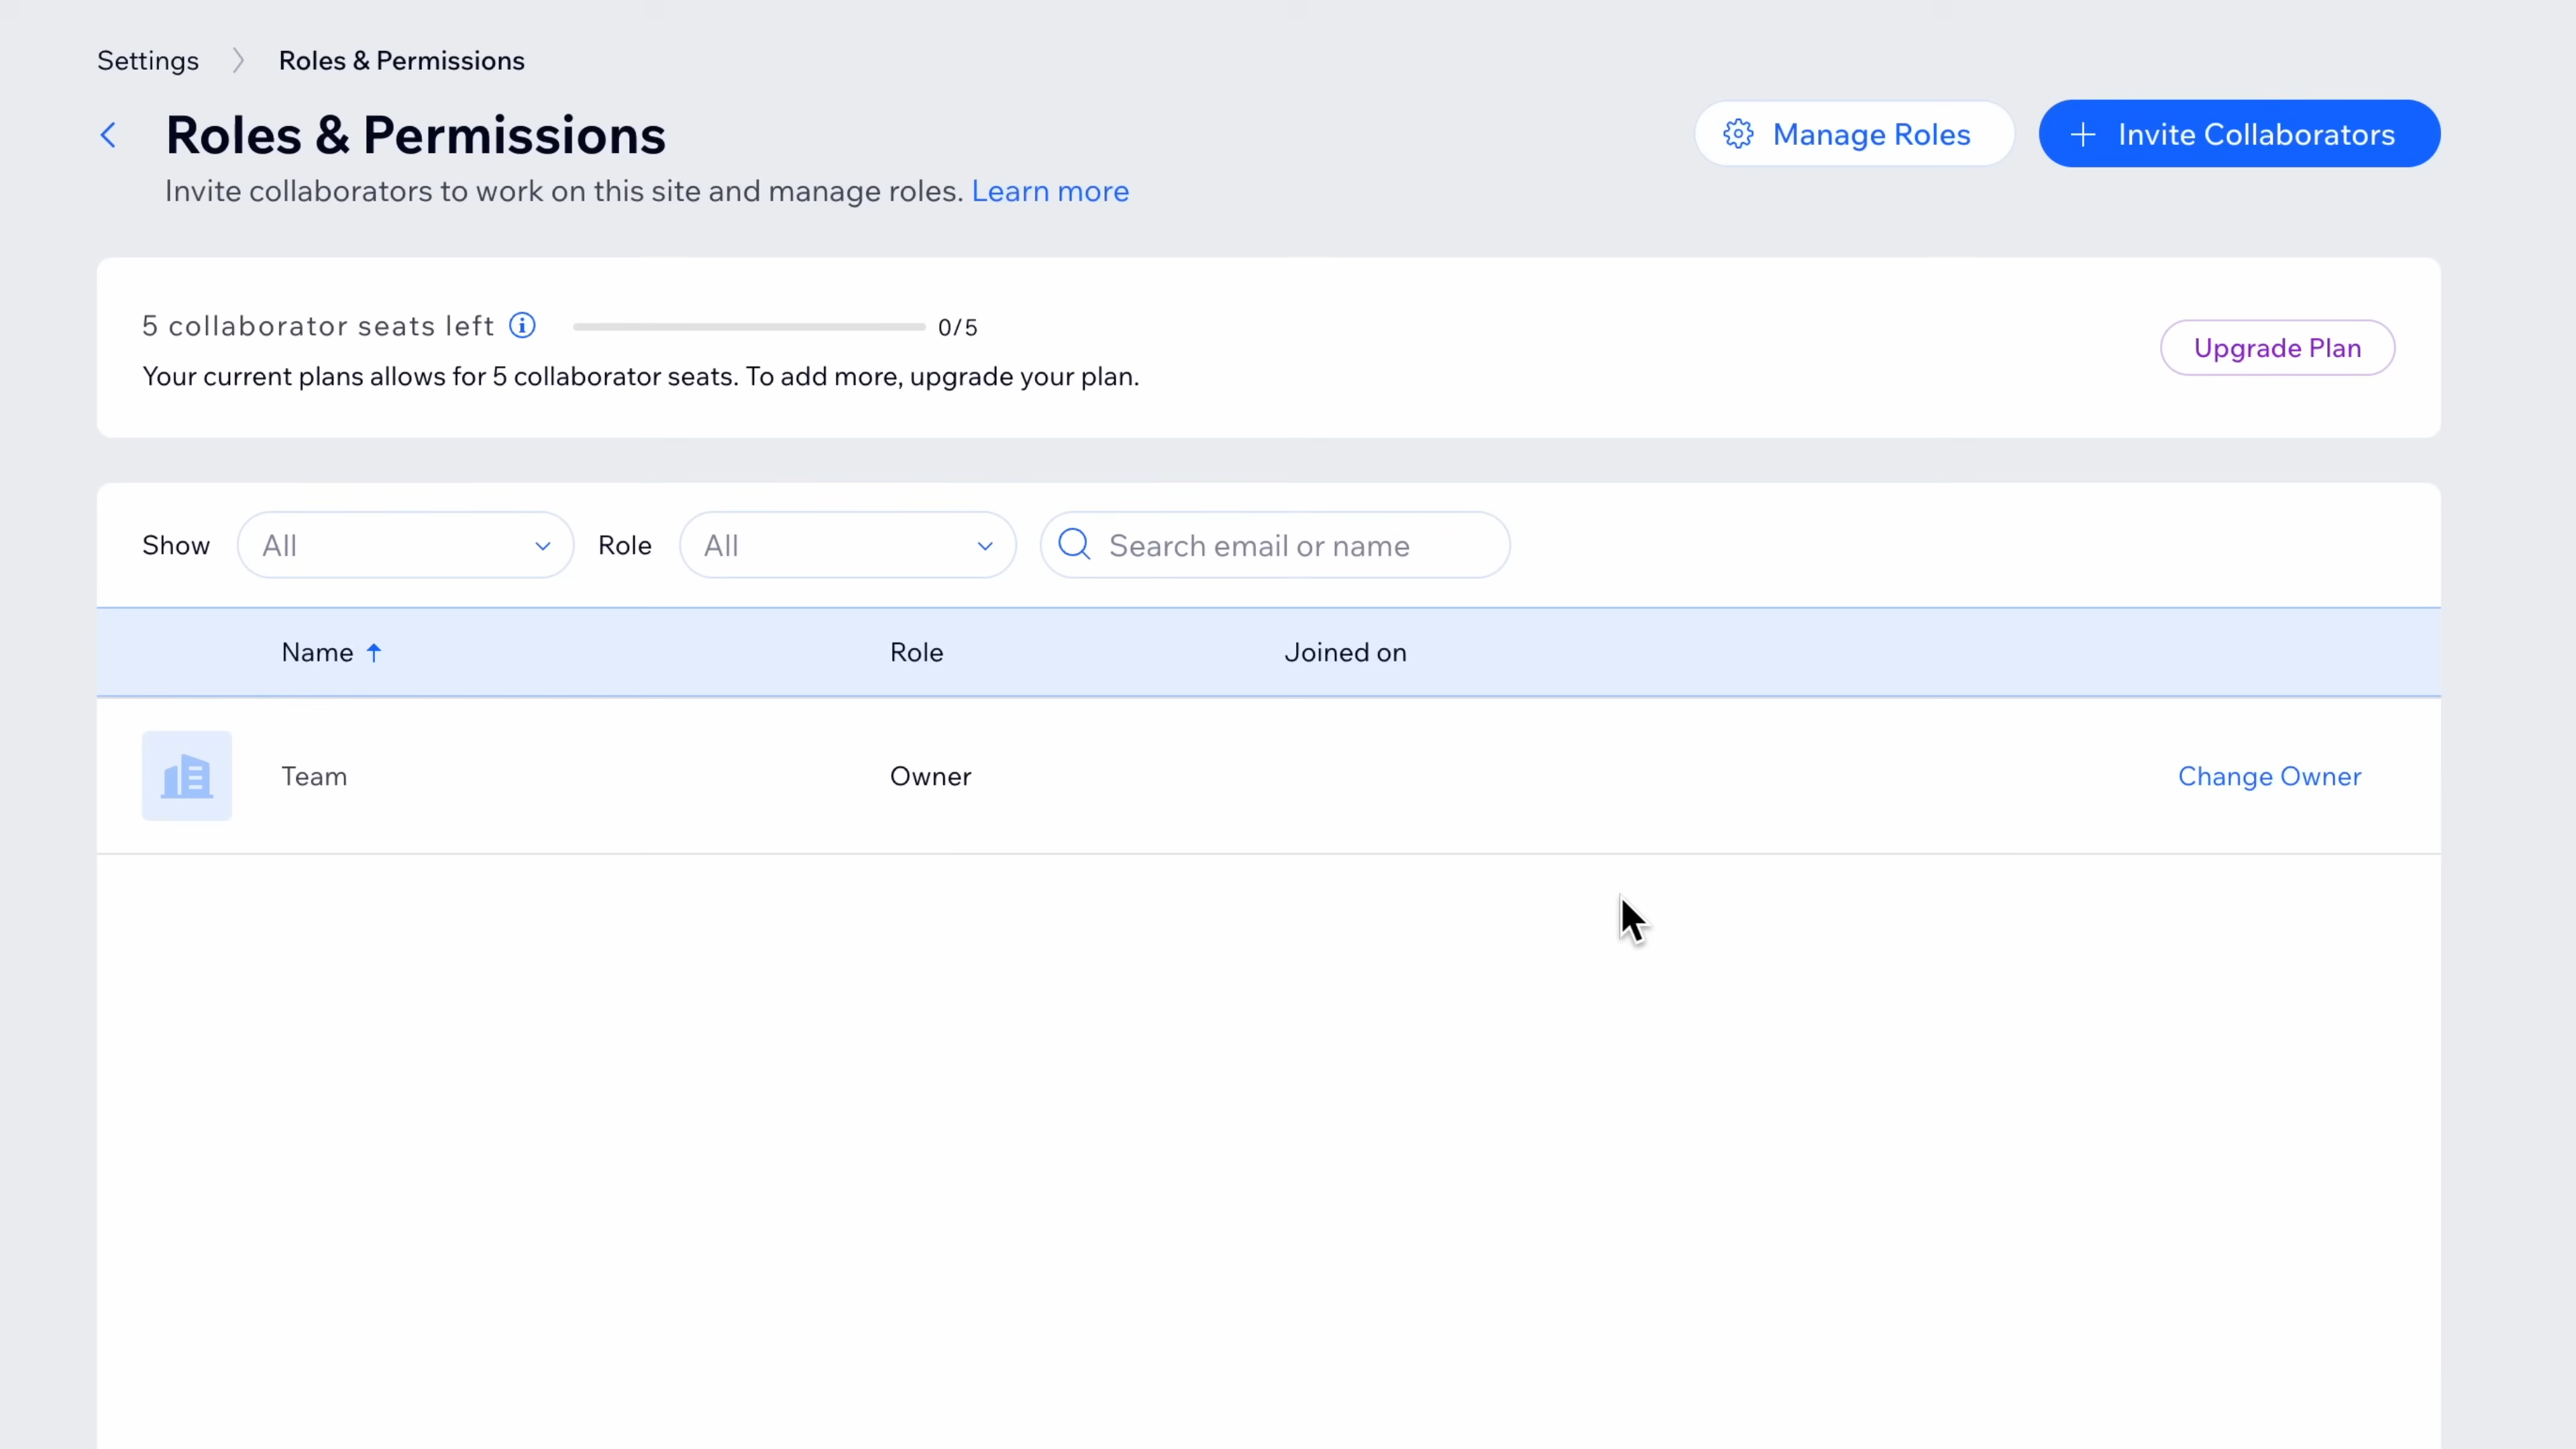 Settings Roles & Permissions
Roles & Permissions
Manage Roles
Invite Collaborators
Invite collaborators to work on this site and manage roles. Learn more
5 collaborator seats left 0/5
Your current plans allows for 5 collaborator seats. To add more, upgrade your plan.
Upgrade Plan
Show All Role All Search email or name
Name Role Joined on
Team Owner Change Owner